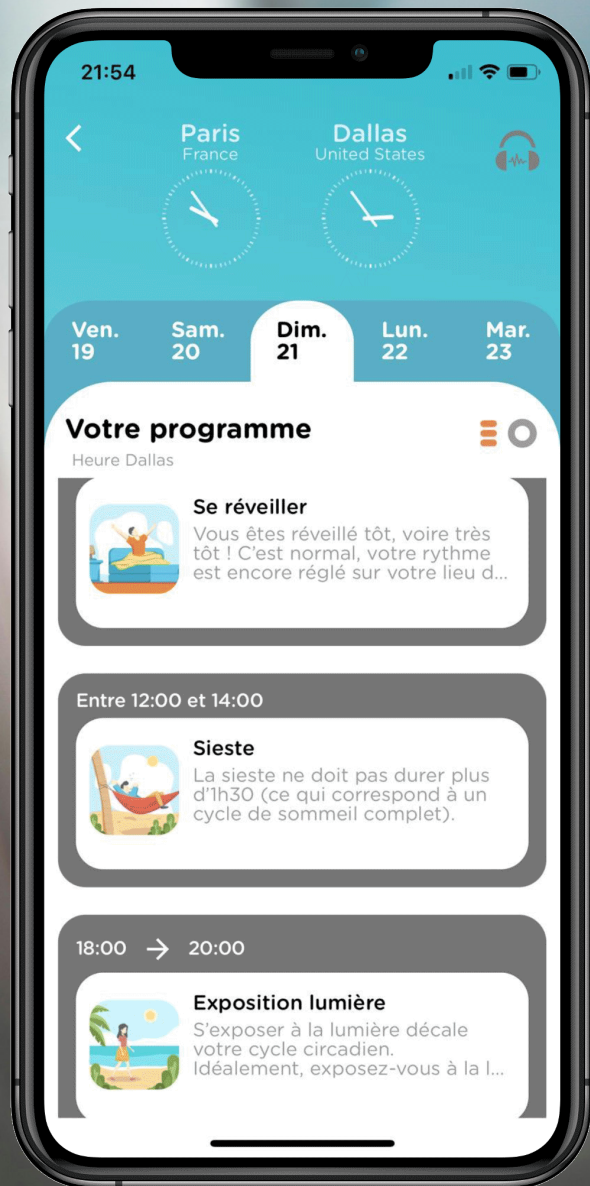 21:54
Paris
France
Dallas
United States
Ven.
19
Sam.
20
Dim.
21
Lun.
22
Mar.
23
Votre programme
Heure Dallas
Se réveiller
Vous êtes réveillé tôt, voire très
tôt ! C’est normal, votre rythme
est encore réglé sur votre lieu d...
Entre 12:00 et 14:00
Sieste
La sieste ne doit pas durer plus
d’1h30 (ce qui correspond à un
cycle de sommeil complet).
18:00 → 20:00
Exposition lumière
S’exposer à la lumière décale
votre cycle circadien.
Idéalement, exposez-vous à la l...